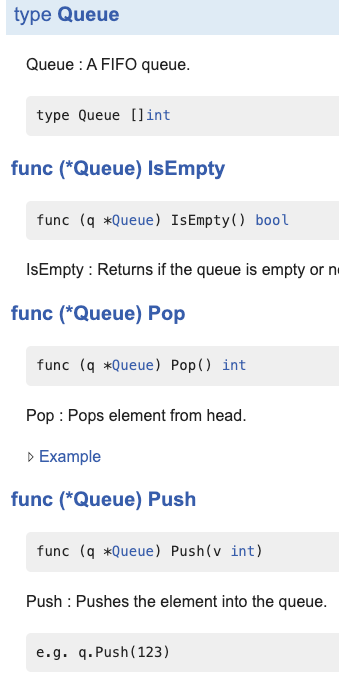 type Queue
Queue : A FIFO queue.
type Queue []int
func (*Queue) IsEmpty
func (q *Queue) IsEmpty() bool
IsEmpty : Returns if the queue is empty or
func (*Queue) Pop
func (q *Queue) Pop() int
Pop : Pops element from head.
▹ Example
func (*Queue) Push
func (q *Queue) Push(v int)
Push : Pushes the element into the queue.
e.g. q.Push(123)